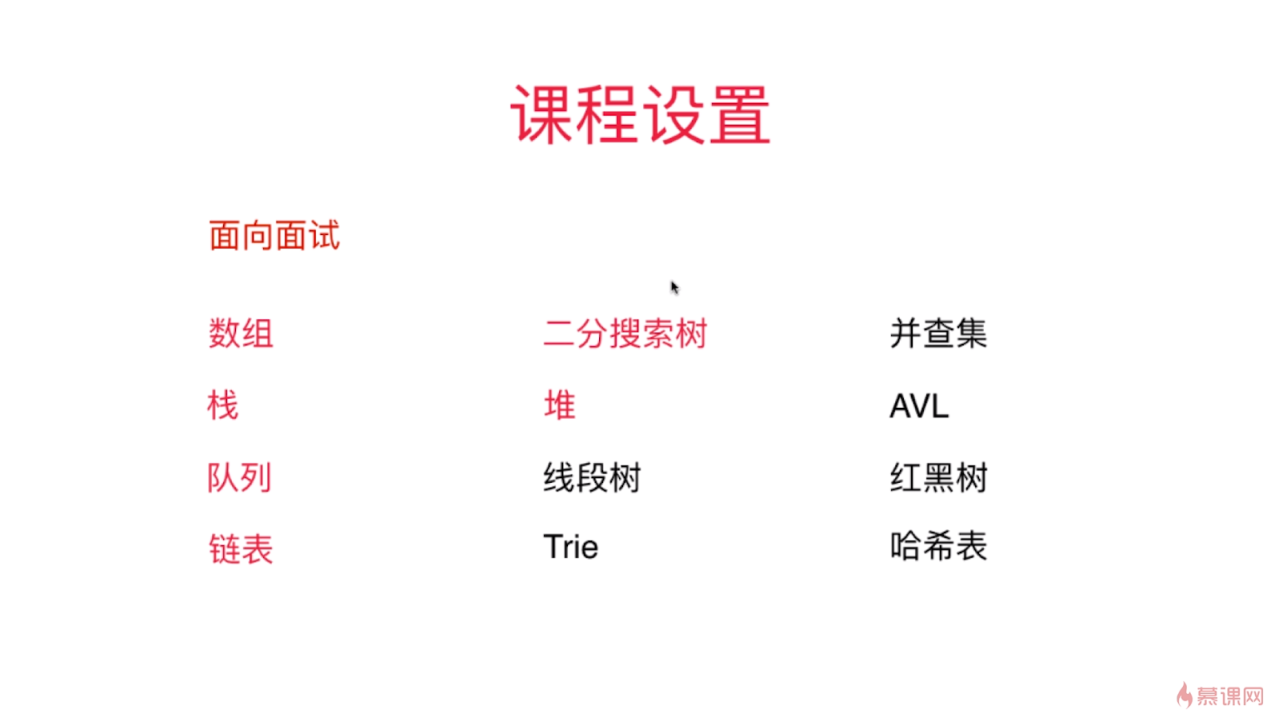 课程设置
面向面试
数组 二分搜索树 并查集
栈 堆 AVL
队列 线段树 红黑树
链表 Trie 哈希表
慕课网